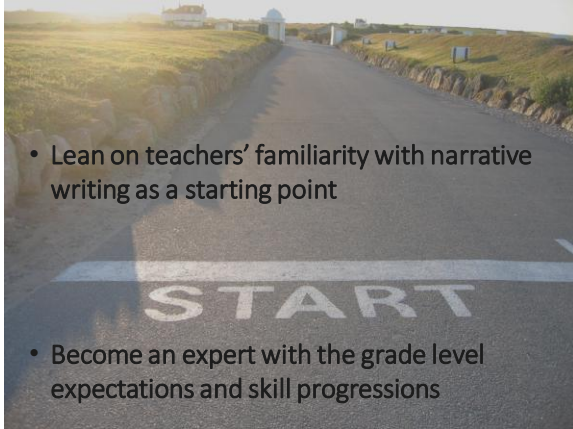 • Lean on teachers’ familiarity with narrative
writing as a starting point
START
• Become an expert with the grade level
expectations and skill progressions